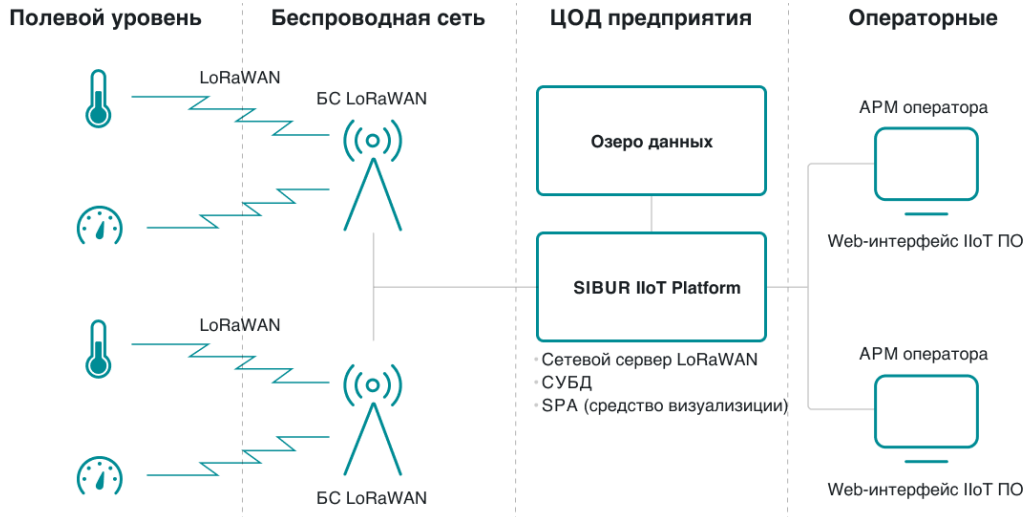 Полевой уровень
Беспроводная сеть
ЦОД предприятия
Операторные
LoRaWAN
БС LoRaWAN
Озеро данных
АРМ оператора
Web-интерфейс IIoT ПО
SIBUR IIoT Platform
LoRaWAN
Сетевой сервер LoRaWAN
СУБД
SPA (средство визуализиции)
АРМ оператора
БС LoRaWAN
Web-интерфейс IIoT ПО